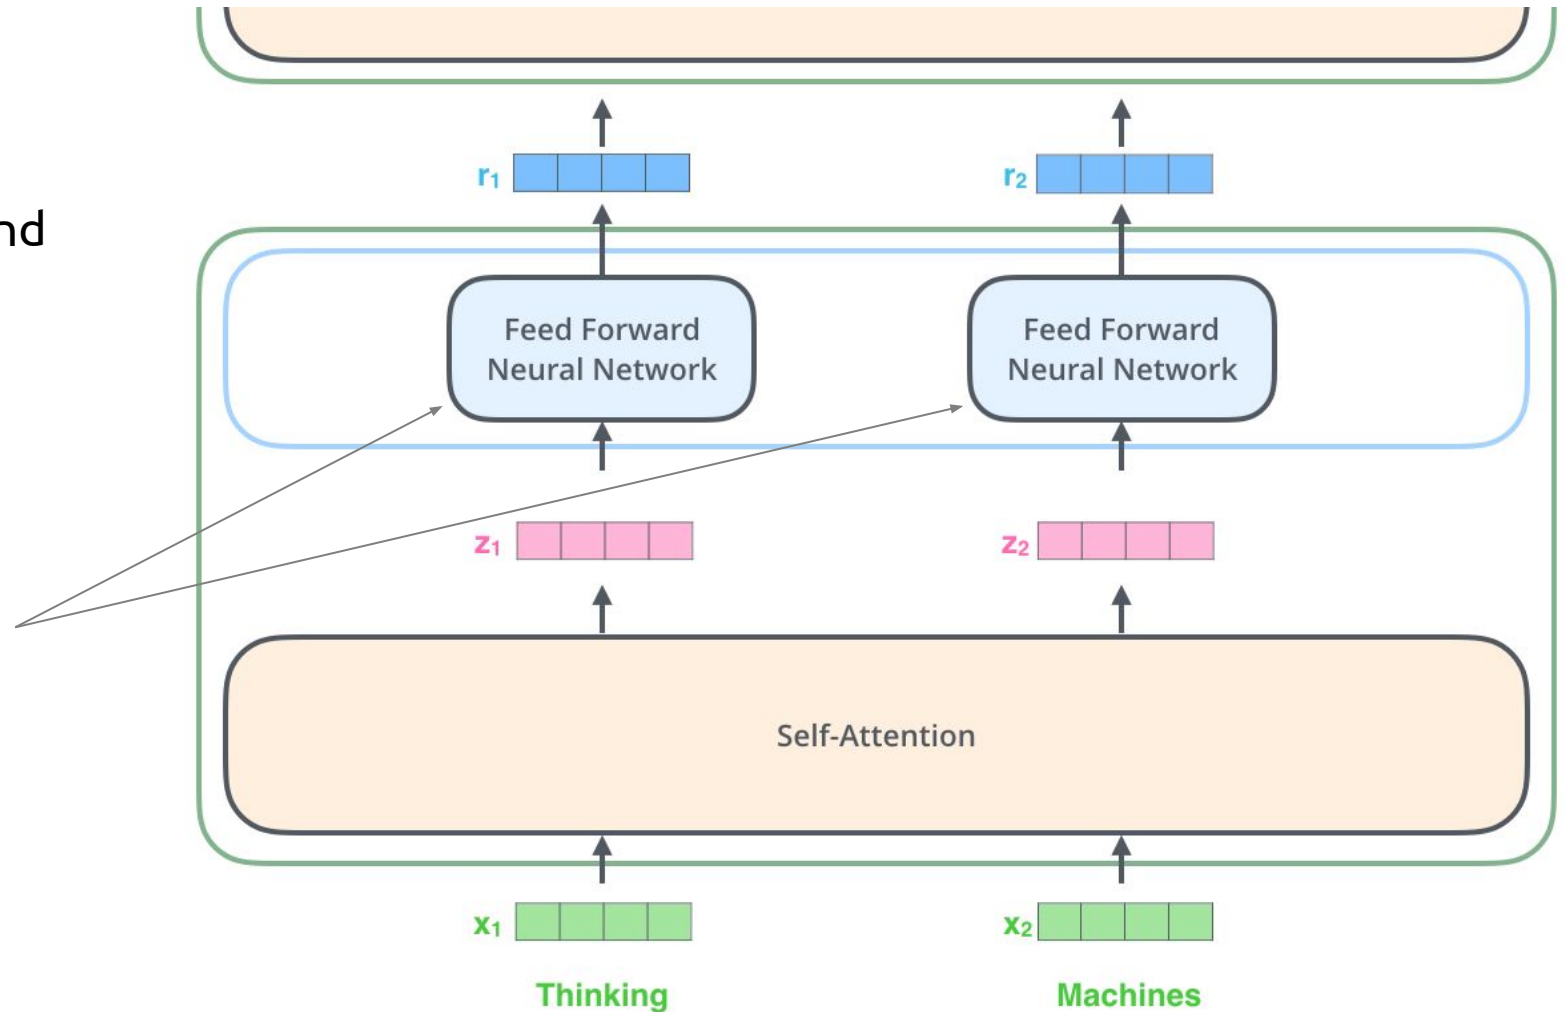 r₁
r₂
nd
Feed Forward
Neural Network
Feed Forward
Neural Network
z₁
z₂
Self-Attention
x₁
x₂
Thinking
Machines